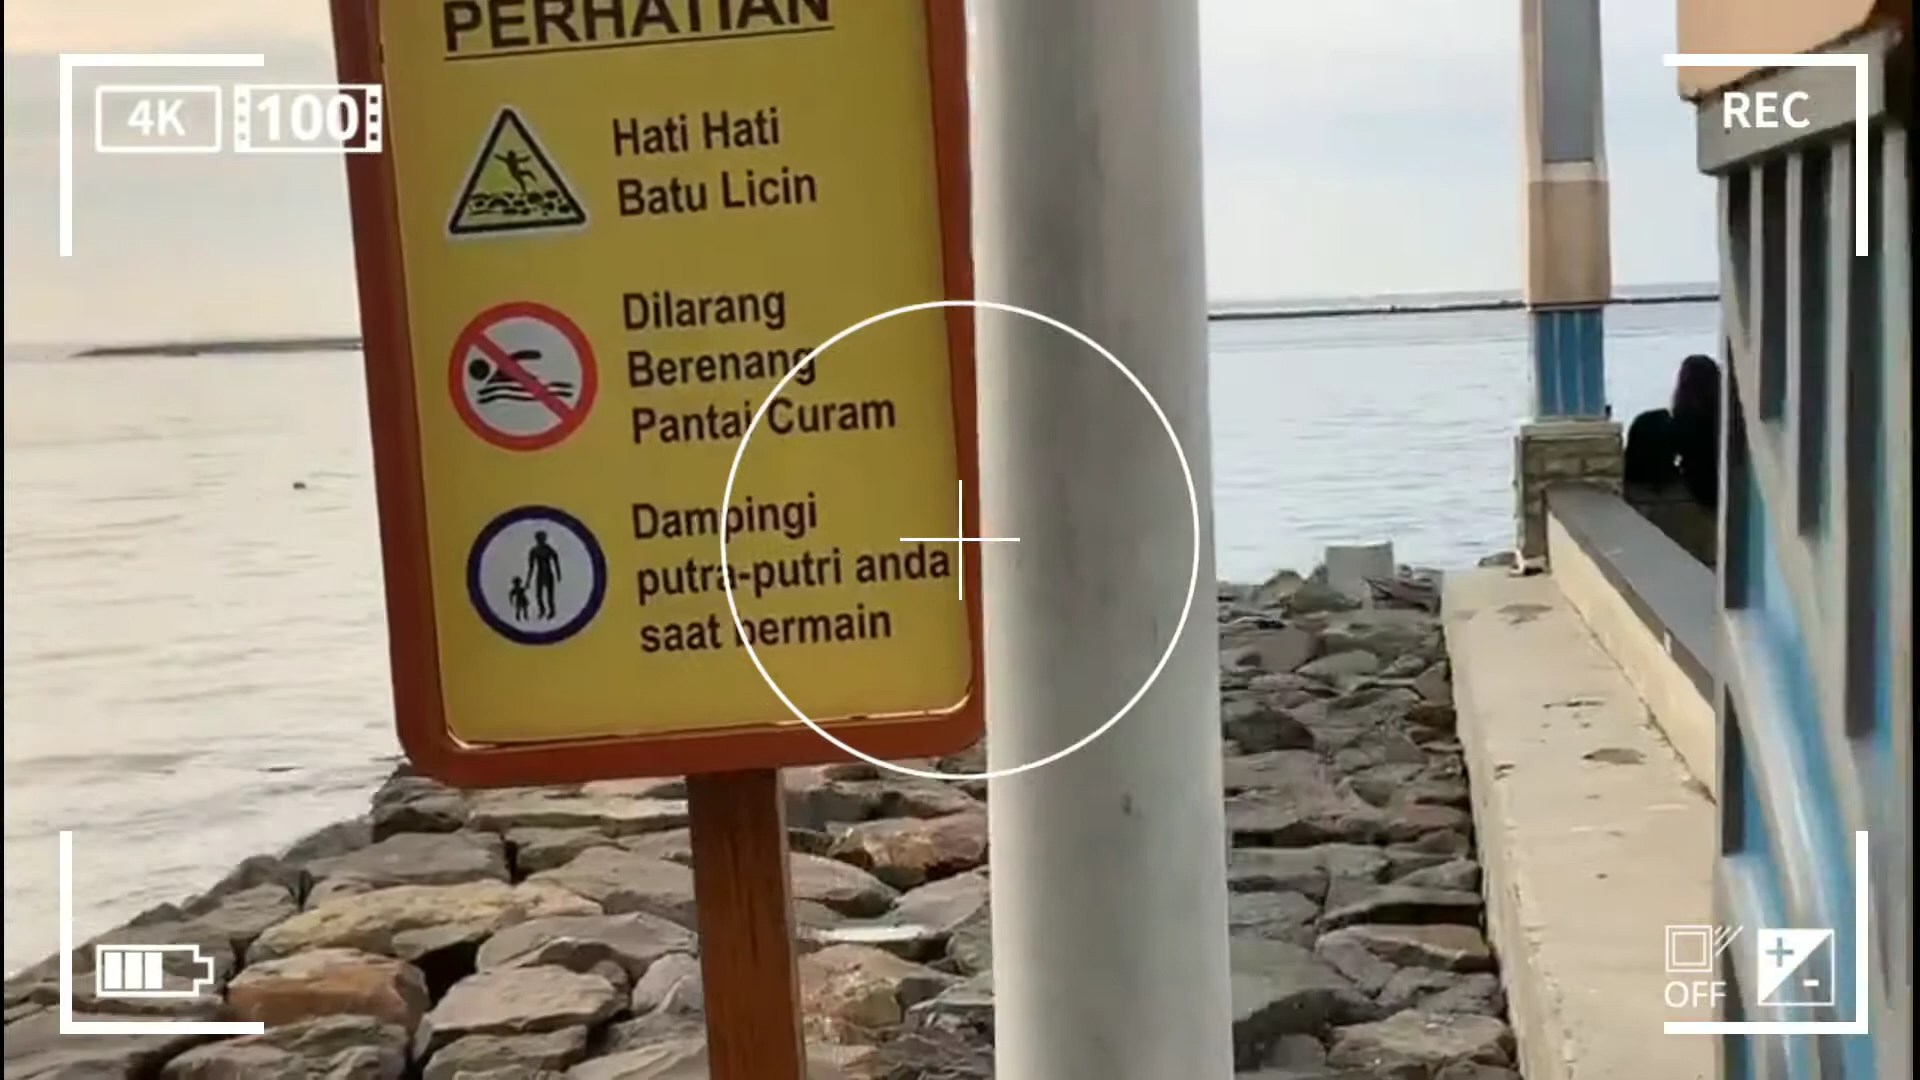 PERHATIAN
4K
100
REC
Hati Hati
Batu Licin
Dilarang
Berenang
Pantai Curam
Dampingi
putra-putri anda
saat bermain
OFF